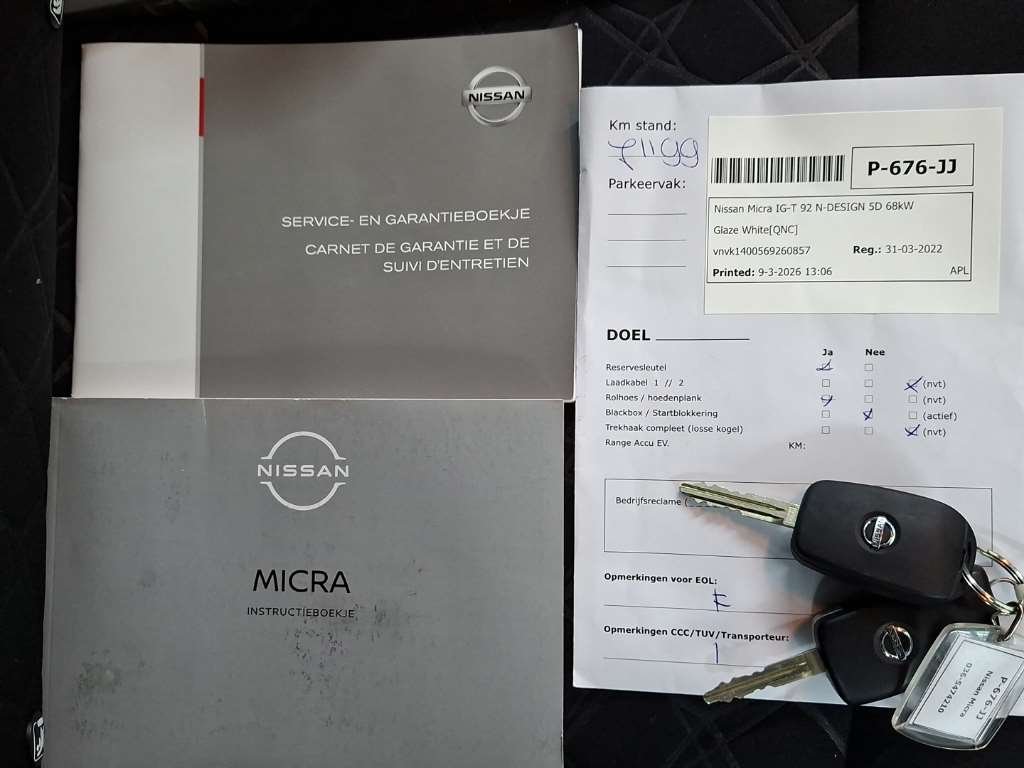 NISSAN
SERVICE- EN GARANTIEBOEKJE
CARNET DE GARANTIE ET DE
SUIVI D'ENTRETIEN
NISSAN
MICRA
INSTRUCTIEBOEKJE
Km stand:
71199
Parkeervak:
P-676-JJ
Nissan Micra IG-T 92 N-DESIGN 5D 68kW
Glaze White[QNC]
vnvk1400569260857 Reg.: 31-03-2022
Printed: 9-3-2026 13:06 APL
DOEL
Ja Nee
Reservesleutel
Laadkabel 1 // 2 (nvt)
Rolhoes / hoedenplank (nvt)
Blackbox / Startblokkering (actief)
Trekhaak compleet (losse kogel) (nvt)
Range Accu EV. KM:
Bedrijfsreclame (
Opmerkingen voor EOL:
Opmerkingen CCC/TUV/Transporteur:
NISSAN
P-676-JJ
Nissan Micra
036-5474210